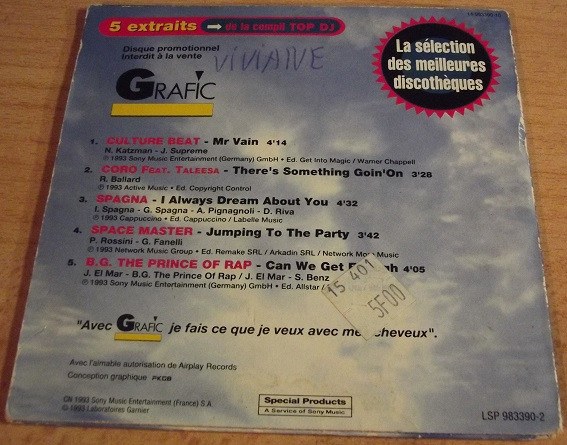 5 extraits → de la compil TOP DJ
Disque promotionnel
Interdit à la vente
VIVIANE
La sélection
des meilleures
discothèques
GRAFIC
1. CULTURE BEAT - Mr Vain 4'14
N. Katzman - J. Supreme
℗ 1993 Sony Music Entertainment (Germany) GmbH • Ed. Get Into Magic / Warner Chappell
2. CORO FEAT. TALEESA - There's Something Goin'On 3'28
R. Ballard
℗ 1993 Active Music • Ed. Copyright Control
3. SPAGNA - I Always Dream About You 4'32
I. Spagna - G. Spagna - A. Pignagnoli - D. Riva
℗ 1993 Cappuccino • Ed. Cappuccino / Labelle Music
4. SPACE MASTER - Jumping To The Party 3'42
P. Rossini - G. Fanelli
℗ 1993 Network Music Group • Ed. Remake SRL / Arkadin SRL / Network Music
5. B.G. THE PRINCE OF RAP - Can We Get 4'05
J. El Mar - B.G. The Prince Of Rap / J. El Mar - S. Benz
℗ 1993 Sony Music Entertainment (Germany) GmbH • Ed. Allstar /
15 401
5F00
"Avec GRAFIC je fais ce que je veux avec cheveux".
Avec l'aimable autorisation de Airplay Records
Conception graphique PKGB
1993 Sony Music Entertainment (France) S.A.
1993 Laboratoires Garnier
Special Products
A Service of Sony Music
LSP 983390-2